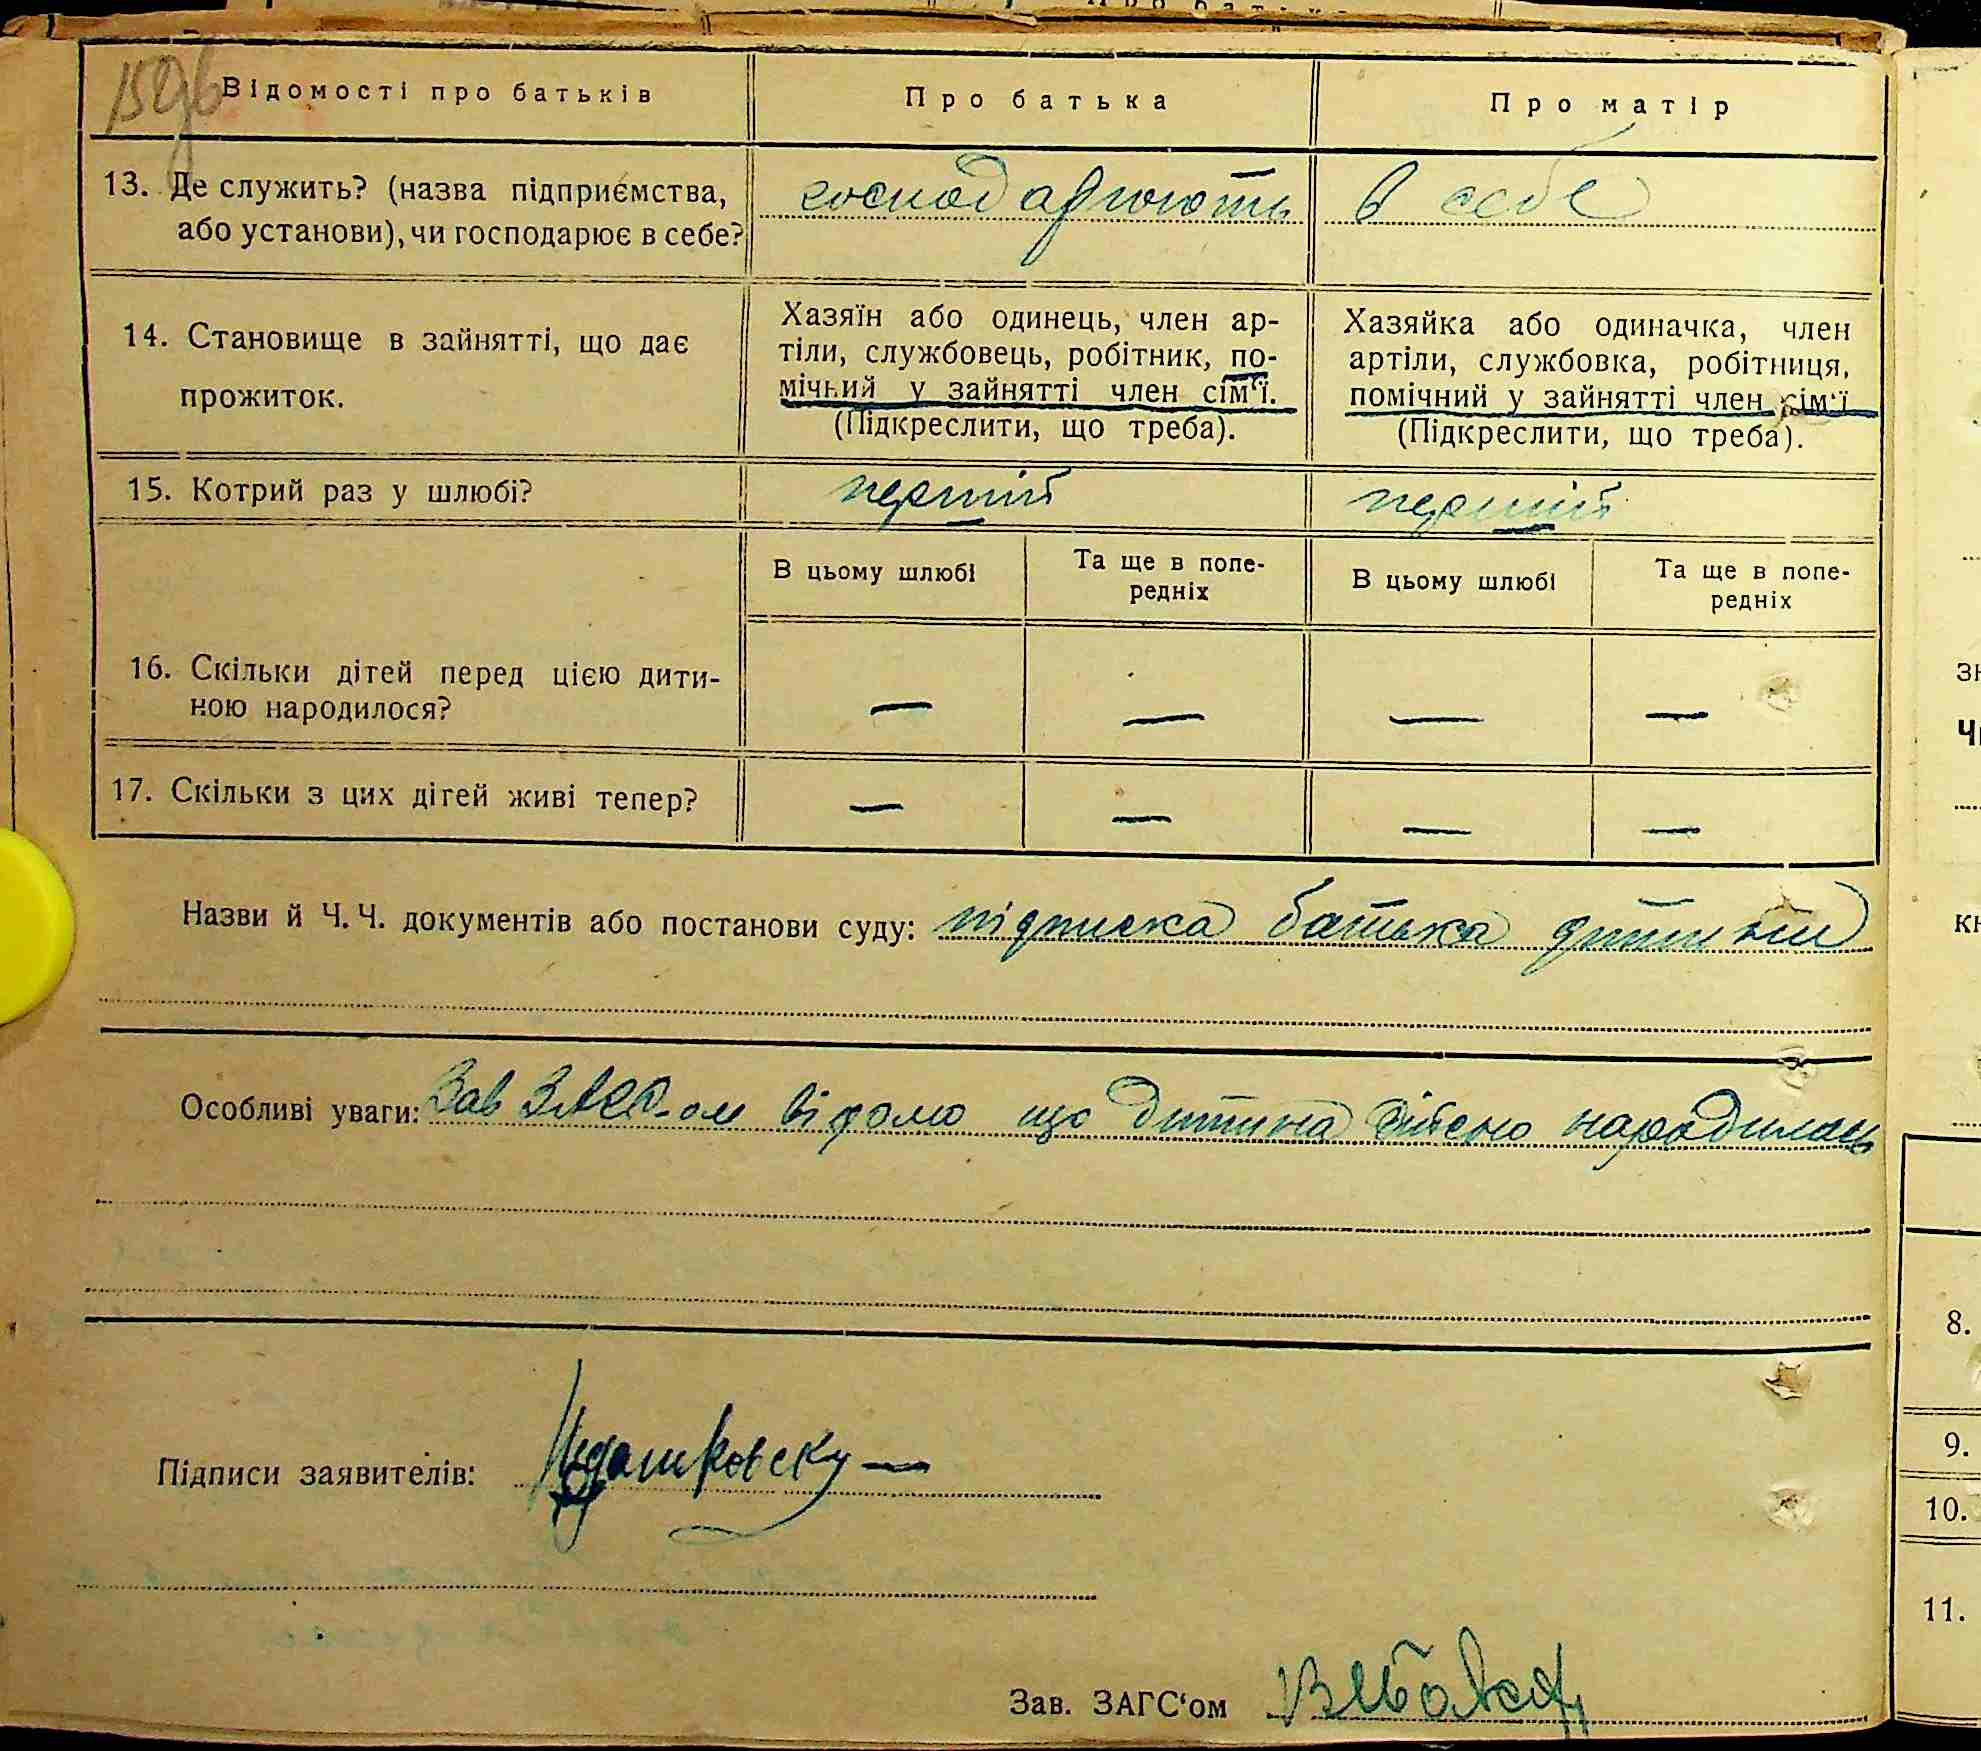 Відомості про батьків Про батька Про матір
13. Де служить? (назва підприємства, господарюють в себе
або установи), чи господарює в себе?
14. Становище в зайнятті, що дає
прожиток.
Хазяїн або одинець, член ар-
тіли, службовець, робітник, по-
мічний у зайнятті член сім‘ї.
(Підкреслити, що треба).
Хазяйка або одиначка, член
артіли, службовка, робітниця,
помічний у зайнятті член сім‘ї
(Підкреслити, що треба).
15. Котрий раз у шлюбі? перший перший
В цьому шлюбі Та ще в попе-
редніх
В цьому шлюбі Та ще в попе-
редніх
16. Скільки дітей перед цією дити-
ною народилося? — — — —
17. Скільки з цих дітей живі тепер? — — — —
Назви й Ч. Ч. документів або постанови суду: підписка батька дитини
Особливі уваги: Зав ЗАГС-ом відомо що дитина дійсно народилась
Підписи заявителів:
Зав. ЗАГС‘ом
8.
9.
10.
11.